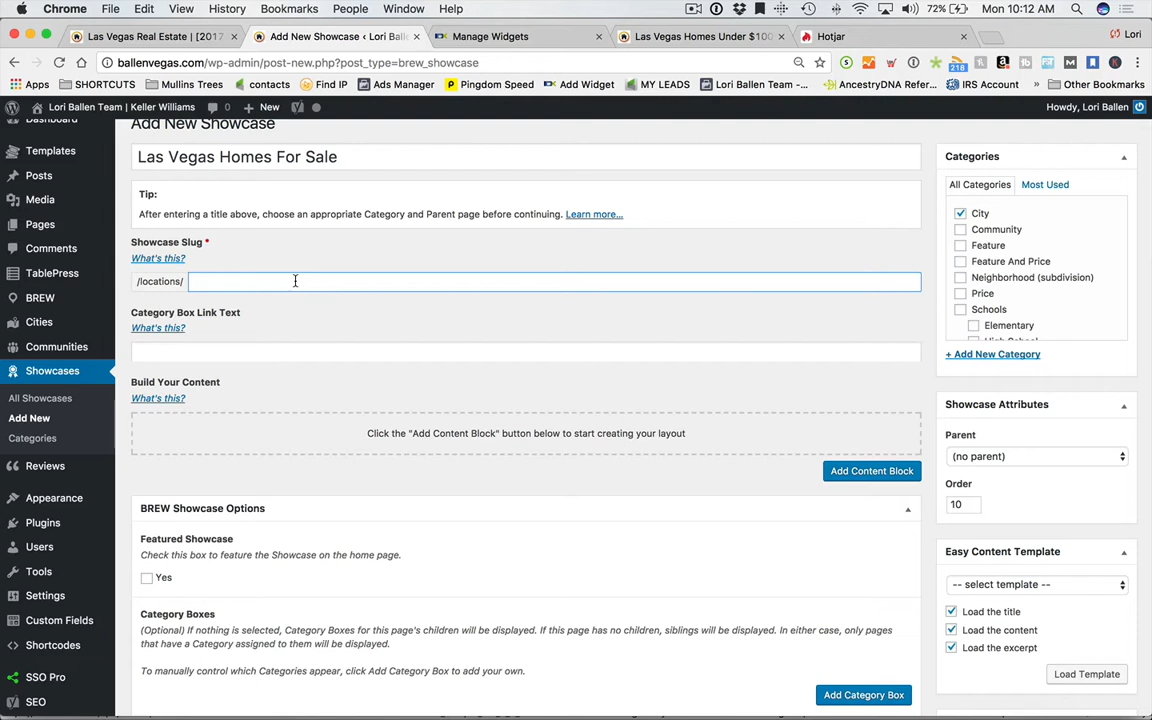 Chrome File Edit View History Bookmarks People Window Help 72% Mon 10:12 AM
Las Vegas Real Estate | [2017 Add New Showcase ‹ Lori Balle Manage Widgets Las Vegas Homes Under $100 Hotjar Lori
ballenvegas.com/wp-admin/post-new.php?post_type=brew_showcase
218
Apps SHORTCUTS Mullins Trees contacts Find IP Ads Manager Pingdom Speed Add Widget MY LEADS Lori Ballen Team -... AncestryDNA Refer... IRS Account » Other Bookmarks
Lori Ballen Team | Keller Williams 0 + New Howdy, Lori Ballen
Dashboard
Templates
Posts
Media
Pages
Comments
TablePress
BREW
Cities
Communities
Showcases
All Showcases
Add New
Categories
Reviews
Appearance
Plugins
Users
Tools
Settings
Custom Fields
Shortcodes
SSO Pro
SEO
Add New Showcase
Las Vegas Homes For Sale
Tip:
After entering a title above, choose an appropriate Category and Parent page before continuing. Learn more...
Showcase Slug *
What's this?
/locations/
Category Box Link Text
What's this?
Build Your Content
What's this?
Click the "Add Content Block" button below to start creating your layout
Add Content Block
BREW Showcase Options
Featured Showcase
Check this box to feature the Showcase on the home page.
Yes
Category Boxes
(Optional) If nothing is selected, Category Boxes for this page's children will be displayed. If this page has no children, siblings will be displayed. In either case, only pages
that have a Category assigned to them will be displayed.
To manually control which Categories appear, click Add Category Box to add your own.
Add Category Box
Categories
All Categories Most Used
City
Community
Feature
Feature And Price
Neighborhood (subdivision)
Price
Schools
Elementary
High School
+ Add New Category
Showcase Attributes
Parent
(no parent)
Order
10
Easy Content Template
-- select template --
Load the title
Load the content
Load the excerpt
Load Template